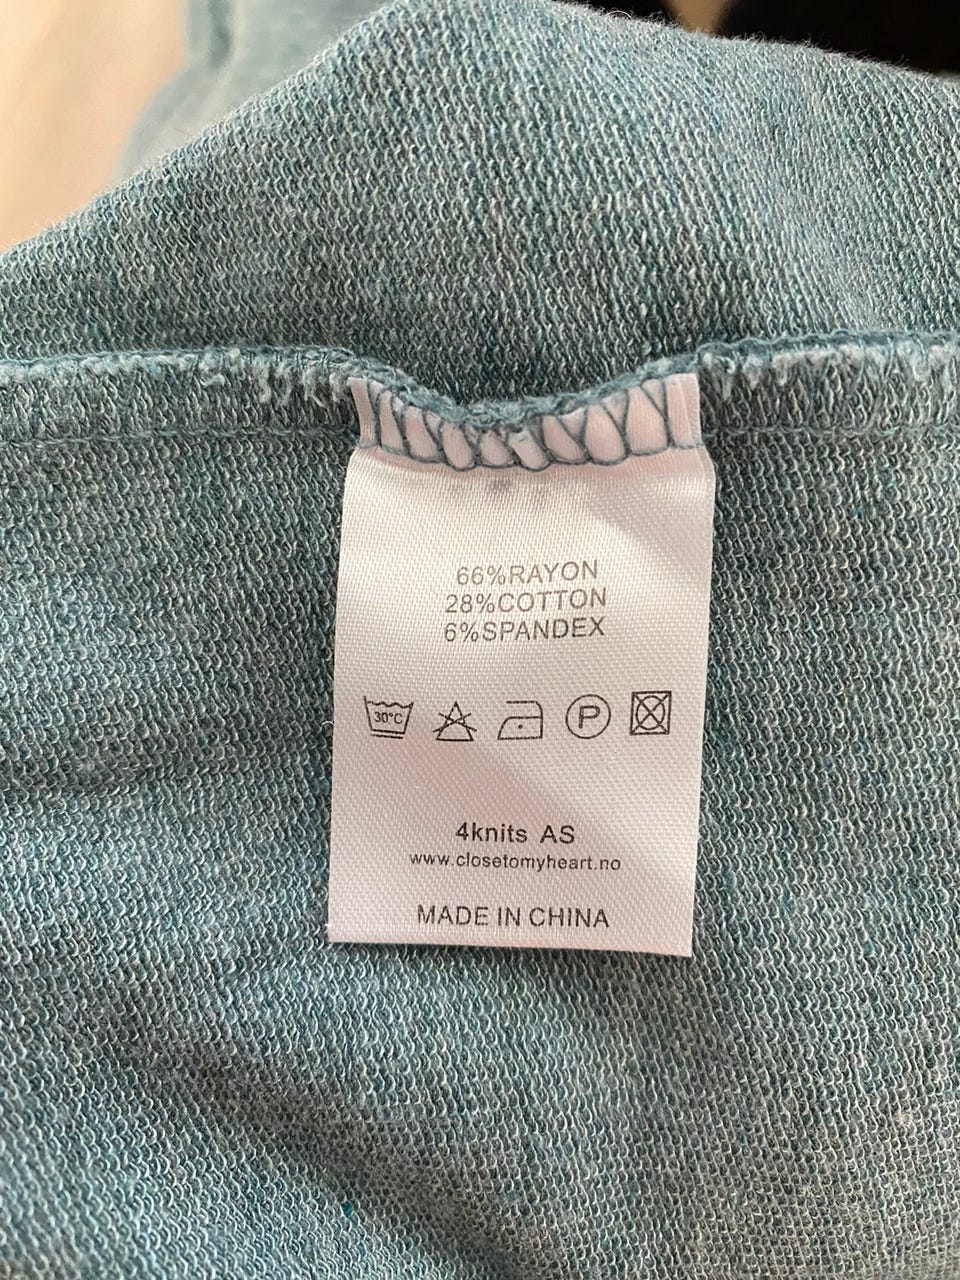 66%RAYON
28%COTTON
6%SPANDEX
30°C P
4knits AS
www.closetomyheart.no
MADE IN CHINA